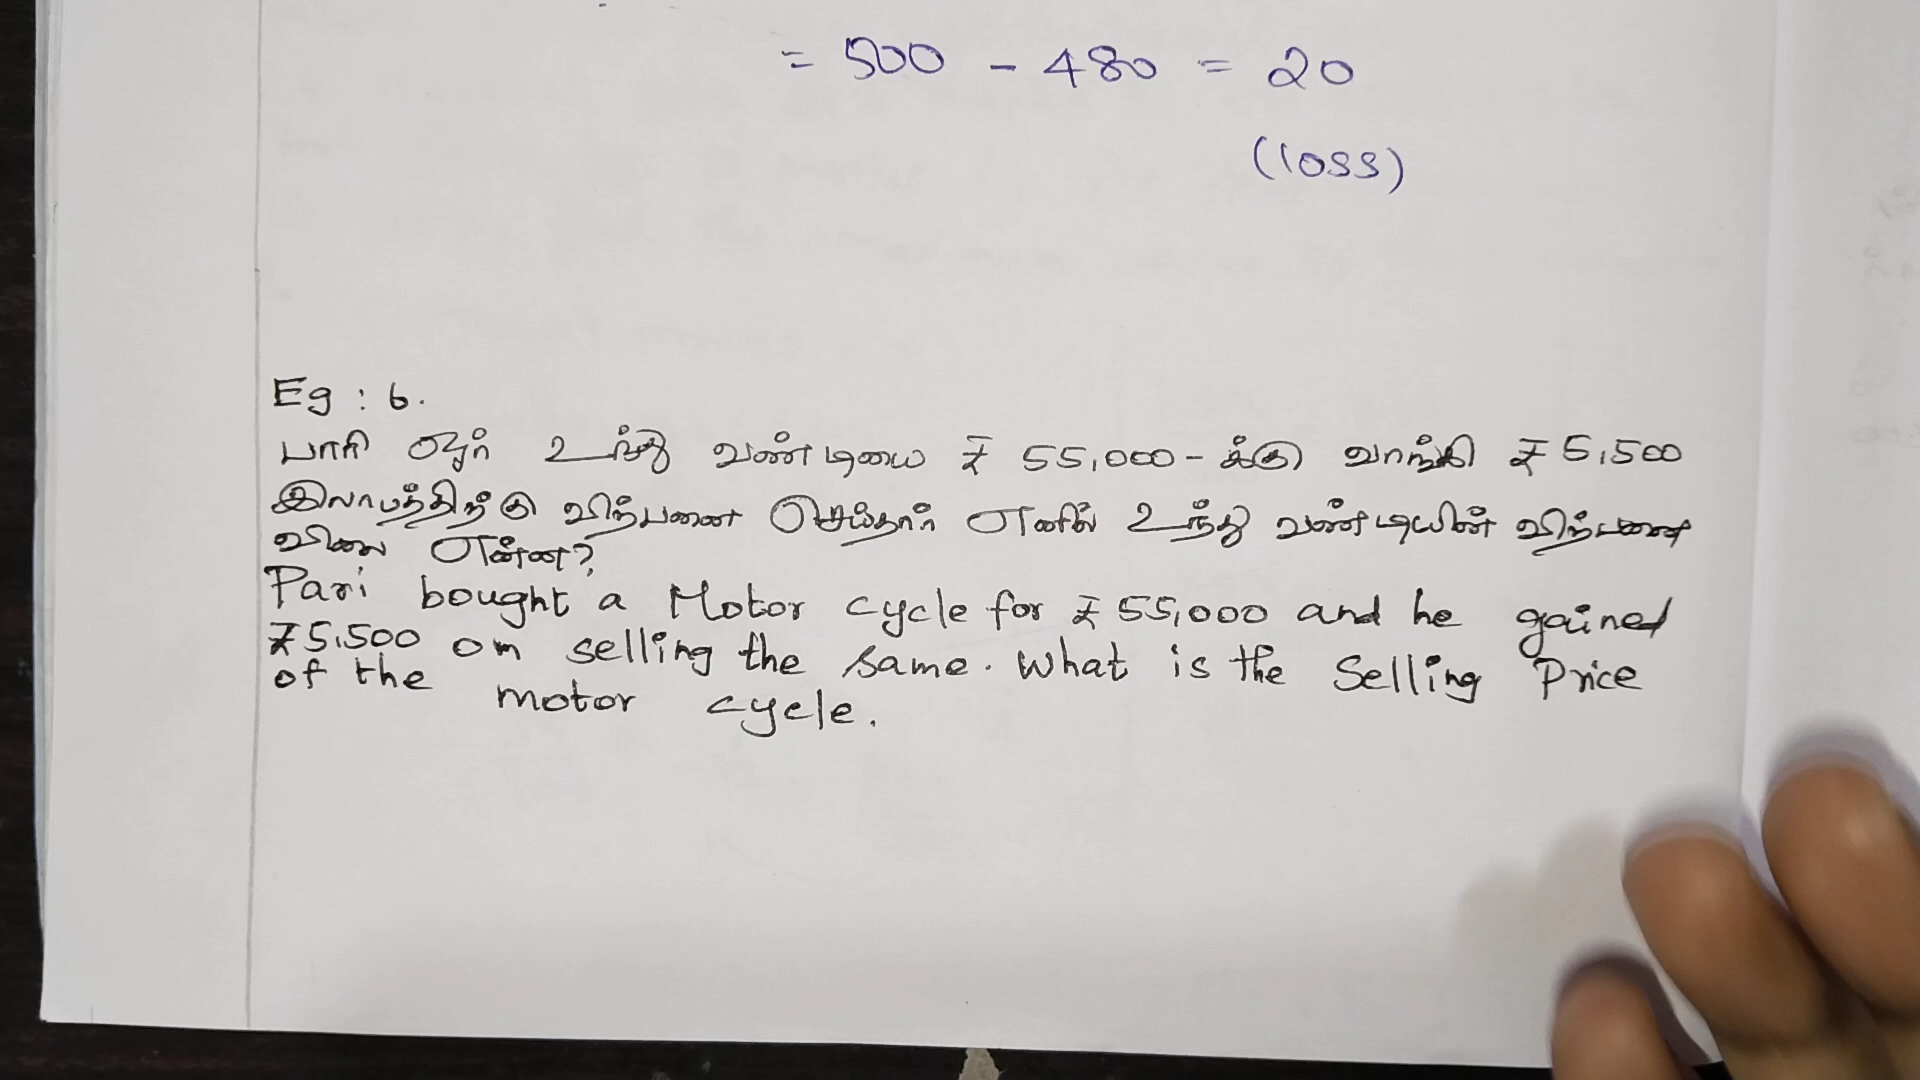 = 500 - 480 = 20
(loss)
Eg : 6.
பாரி ஓர் உந்து வண்டியை ₹ 55,000 - க்கு வாங்கி ₹ 5,500
இலாபத்திற்கு விற்பனை செய்தார் எனில் உந்து வண்டியின் விற்பனை
விலை என்ன?
Pari bought a Motor cycle for ₹ 55,000 and he gained
₹5,500 on selling the same. What is the Selling Price
of the motor cycle.